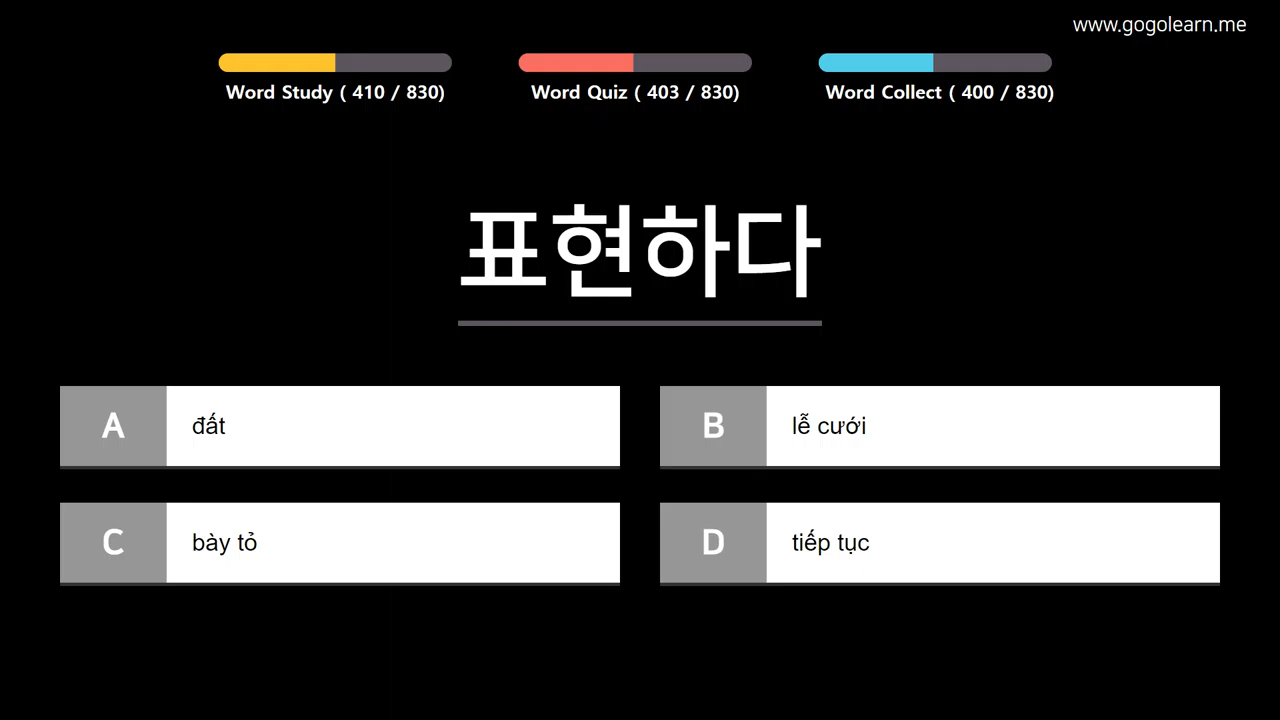 www.gogolearn.me
Word Study ( 410 / 830)
Word Quiz ( 403 / 830)
Word Collect ( 400 / 830)
표현하다
A
đất
B
lễ cưới
C
bày tỏ
D
tiếp tục